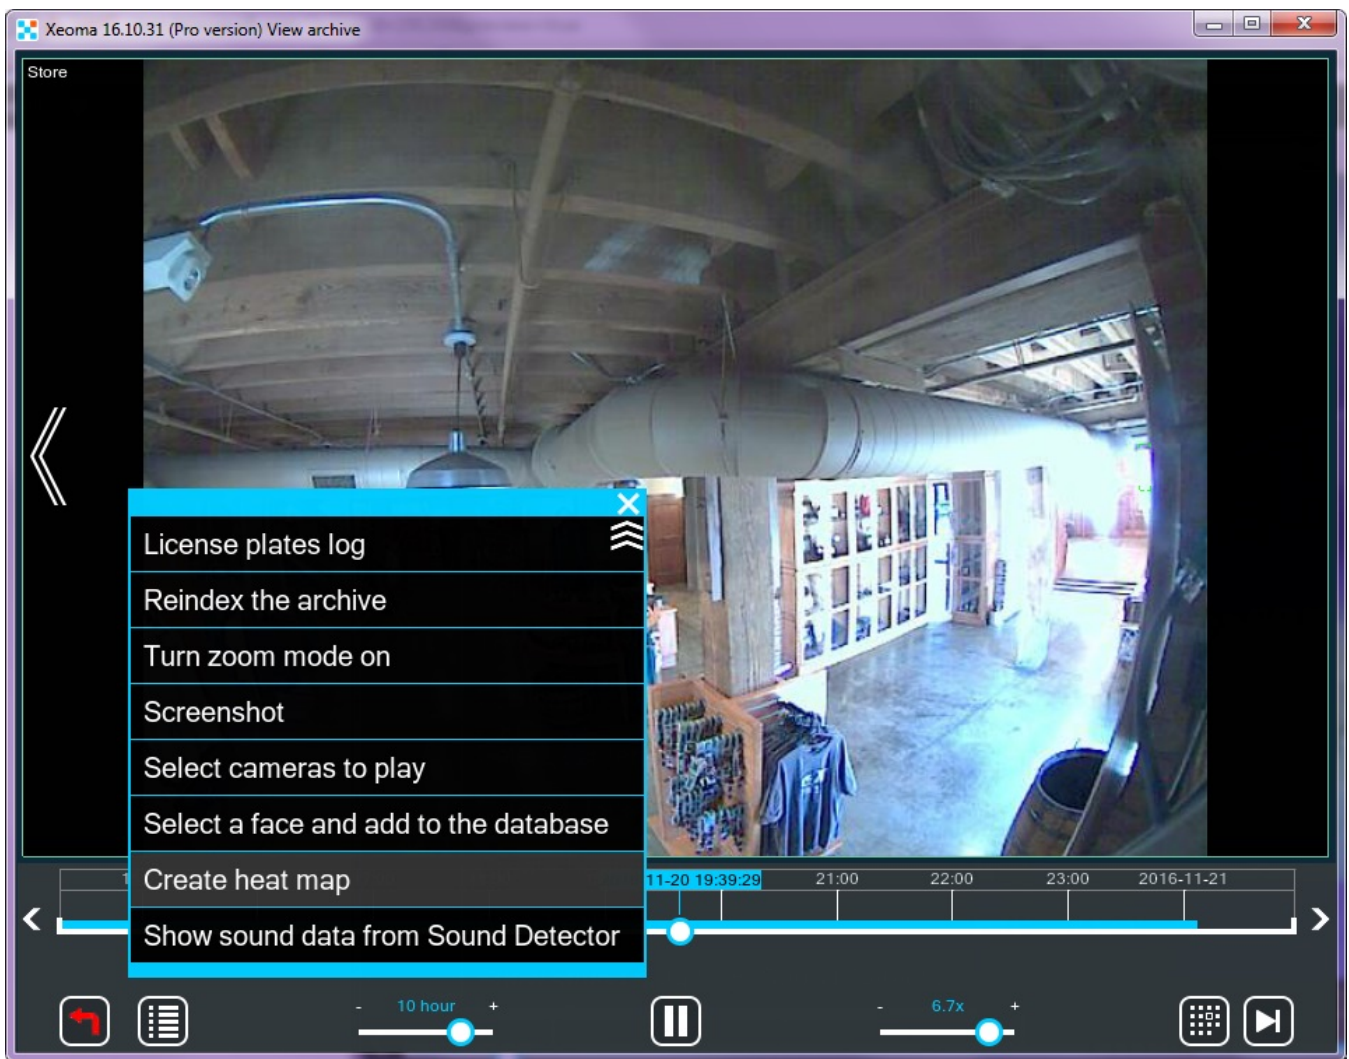 Xeoma 16.10.31 (Pro version) View archive
Store
License plates log
Reindex the archive
Turn zoom mode on
Screenshot
Select cameras to play
Select a face and add to the database
Create heat map
Show sound data from Sound Detector
11-20 19:39:29 21:00 22:00 23:00 2016-11-21
- 10 hour +
- 6.7x +